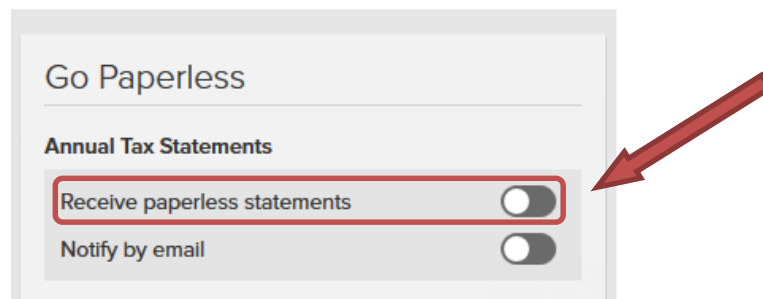 Go Paperless
Annual Tax Statements
Receive paperless statements
Notify by email